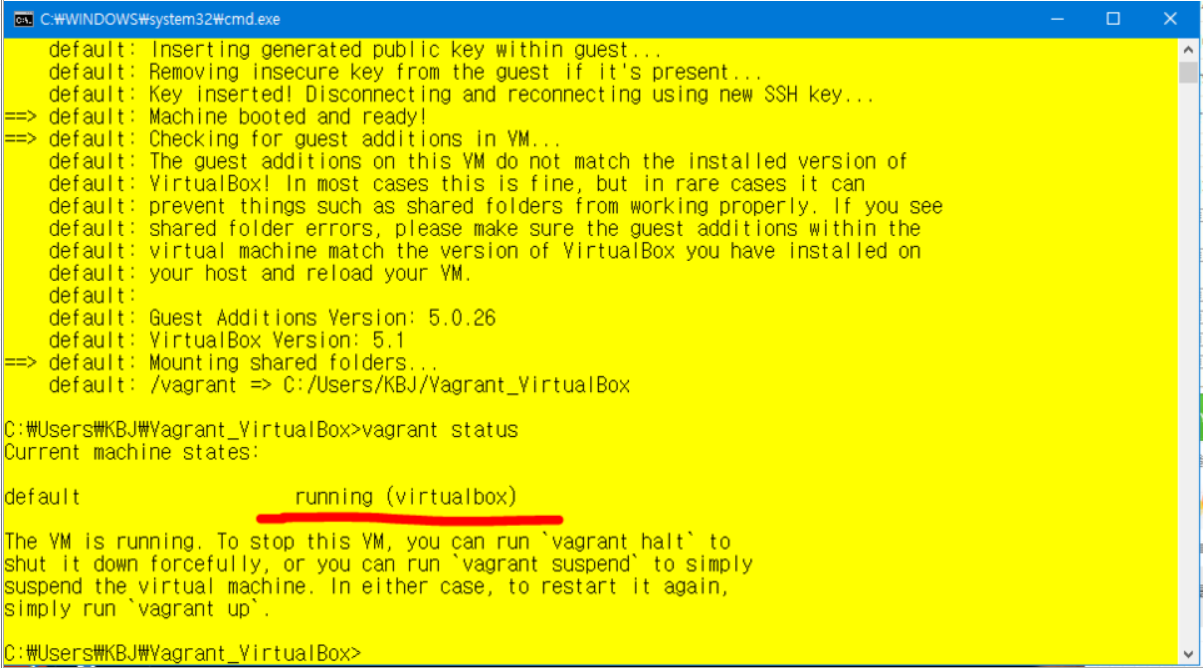 C:₩WINDOWS₩system32₩cmd.exe
default: Inserting generated public key within guest...
default: Removing insecure key from the guest if it's present...
default: Key inserted! Disconnecting and reconnecting using new SSH key...
==> default: Machine booted and ready!
==> default: Checking for guest additions in VM...
default: The guest additions on this VM do not match the installed version of
default: VirtualBox! In most cases this is fine, but in rare cases it can
default: prevent things such as shared folders from working properly. If you see
default: shared folder errors, please make sure the guest additions within the
default: virtual machine match the version of VirtualBox you have installed on
default: your host and reload your VM.
default:
default: Guest Additions Version: 5.0.26
default: VirtualBox Version: 5.1
==> default: Mounting shared folders...
default: /vagrant => C:/Users/KBJ/Vagrant_VirtualBox
C:₩Users₩KBJ₩Vagrant_VirtualBox>vagrant status
Current machine states:
default                   running (virtualbox)
The VM is running. To stop this VM, you can run `vagrant halt` to
shut it down forcefully, or you can run `vagrant suspend` to simply
suspend the virtual machine. In either case, to restart it again,
simply run `vagrant up`.
C:₩Users₩KBJ₩Vagrant_VirtualBox>